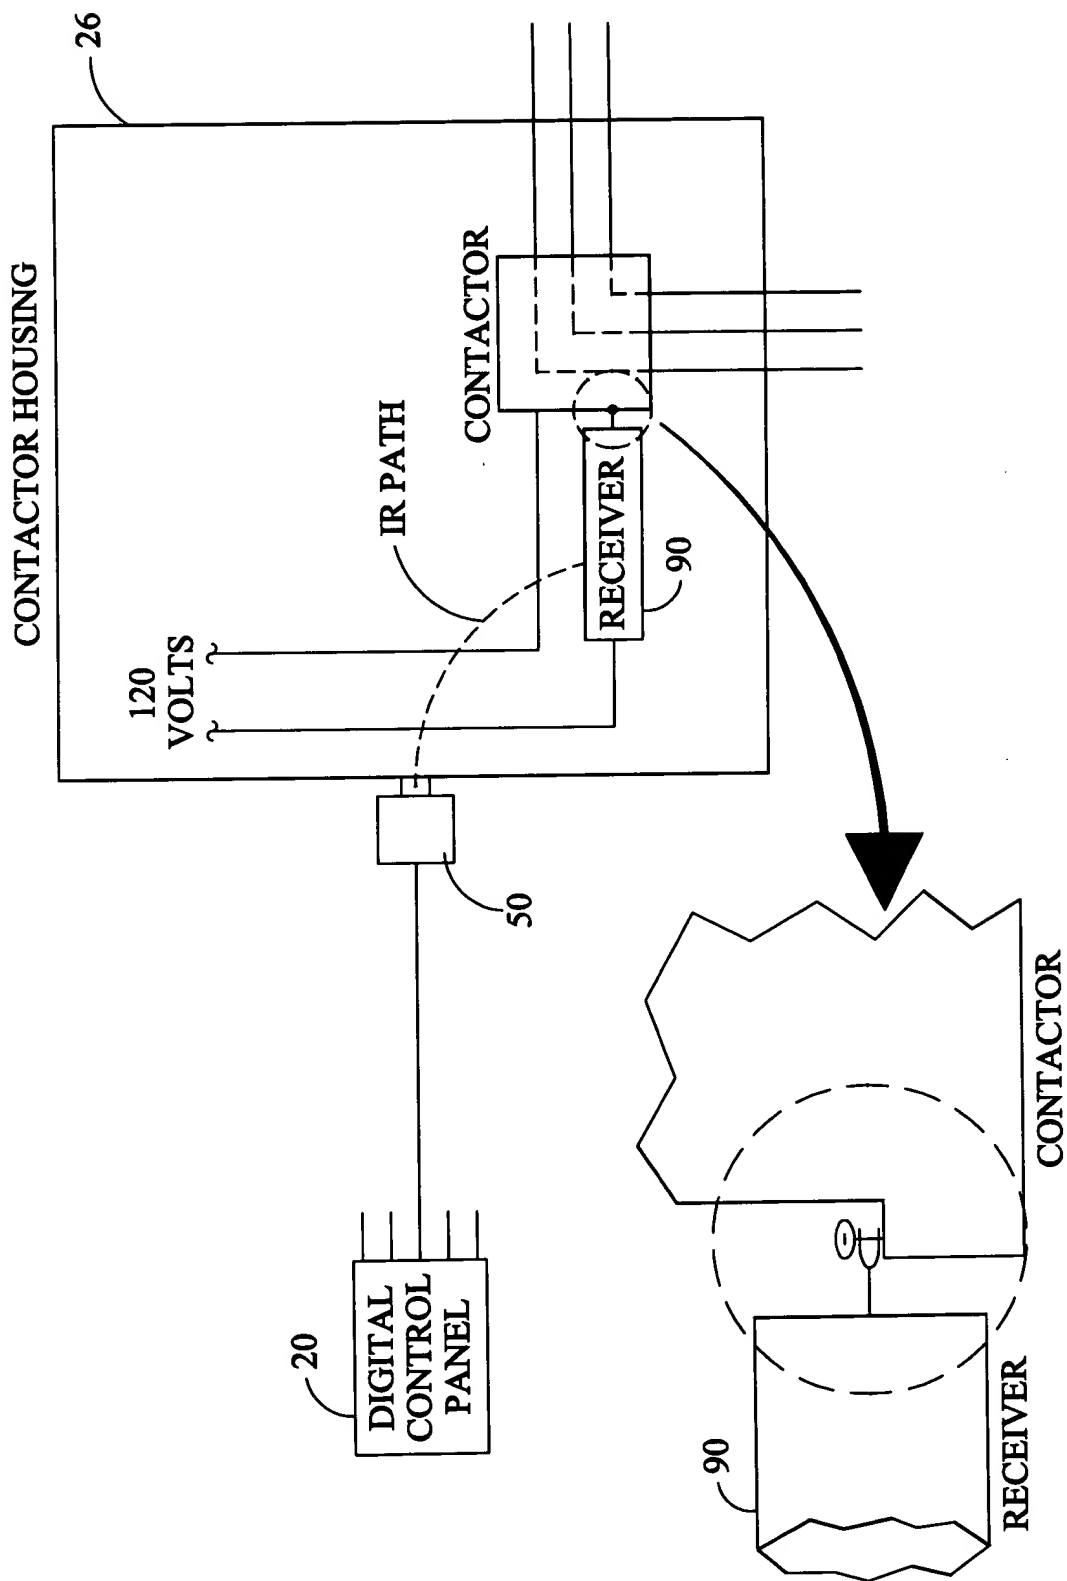 CONTACTOR HOUSING
26
120
VOLTS
20
DIGITAL
CONTROL
PANEL
IR PATH
CONTACTOR
50
RECEIVER
90
90
RECEIVER
CONTACTOR